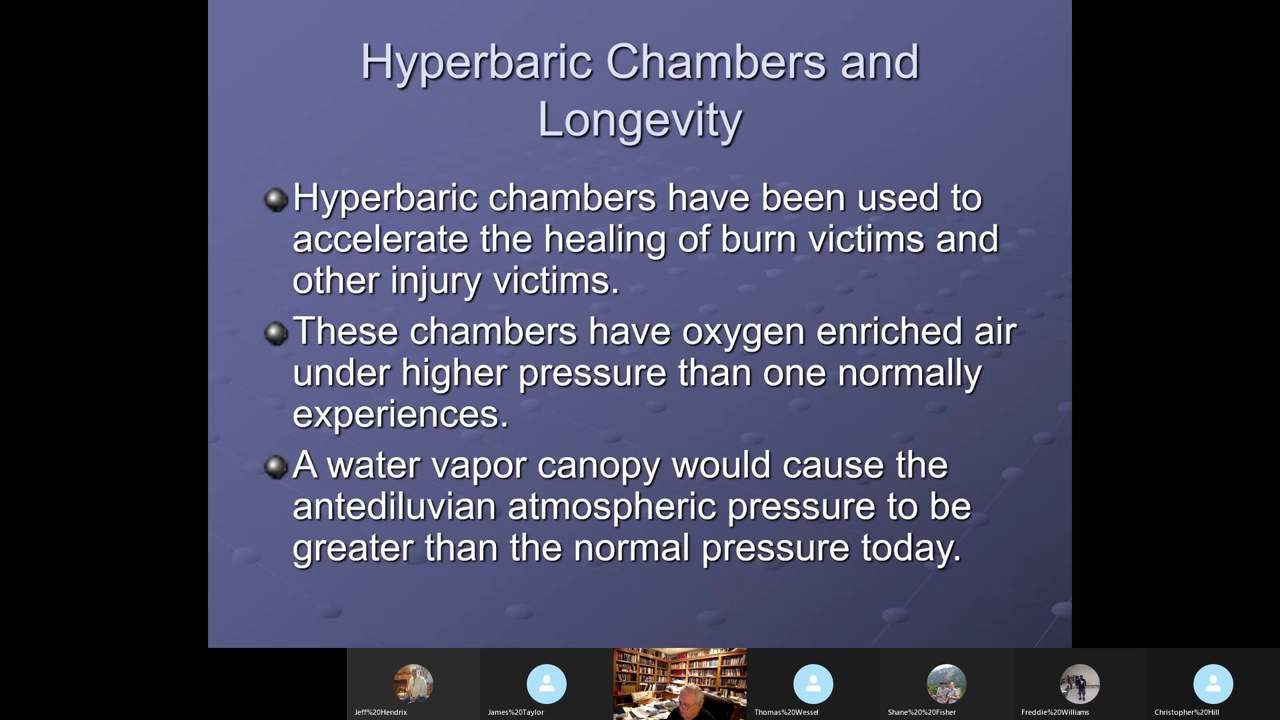 Hyperbaric Chambers and
Longevity
Hyperbaric chambers have been used to
accelerate the healing of burn victims and
other injury victims.
These chambers have oxygen enriched air
under higher pressure than one normally
experiences.
A water vapor canopy would cause the
antediluvian atmospheric pressure to be
greater than the normal pressure today.
Jeff%20Hendrix
James%20Taylor
Thomas%20Wessel
Shane%20%20Fisher
Freddie%20Williams
Christopher%20Hill